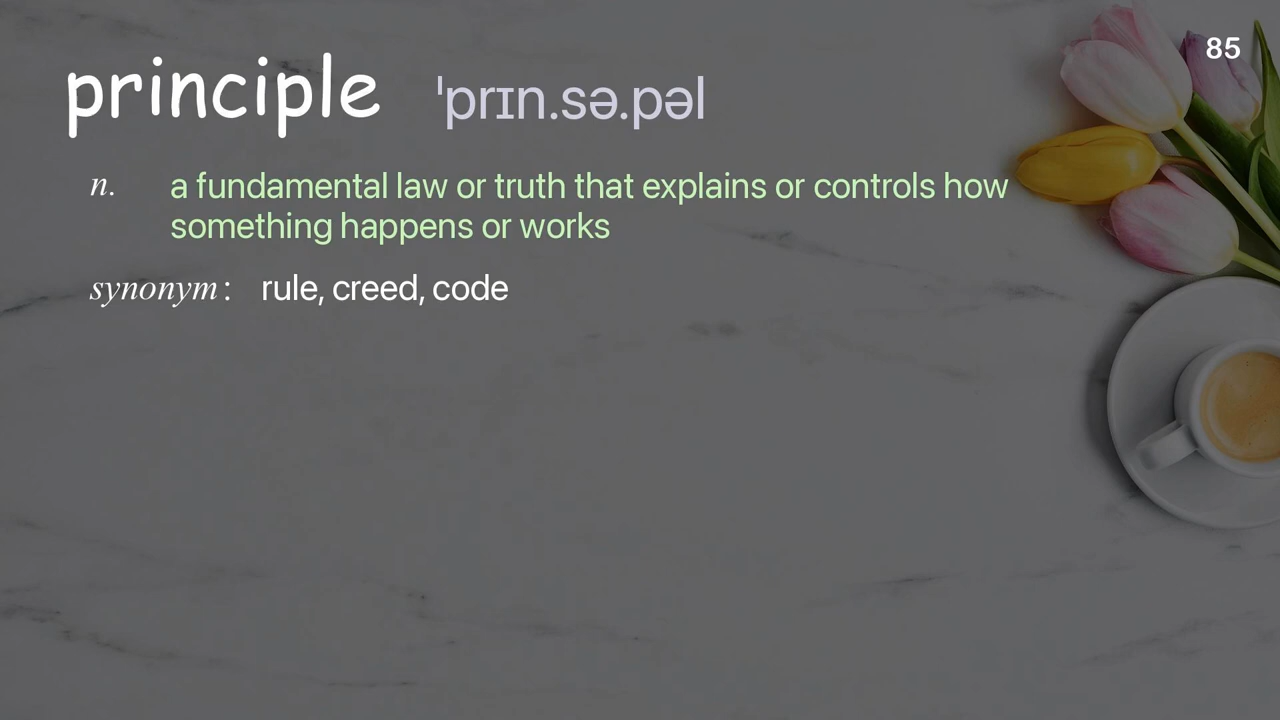 85
principle ˈprɪn.sə.pəl
n. a fundamental law or truth that explains or controls how
something happens or works
synonym: rule, creed, code